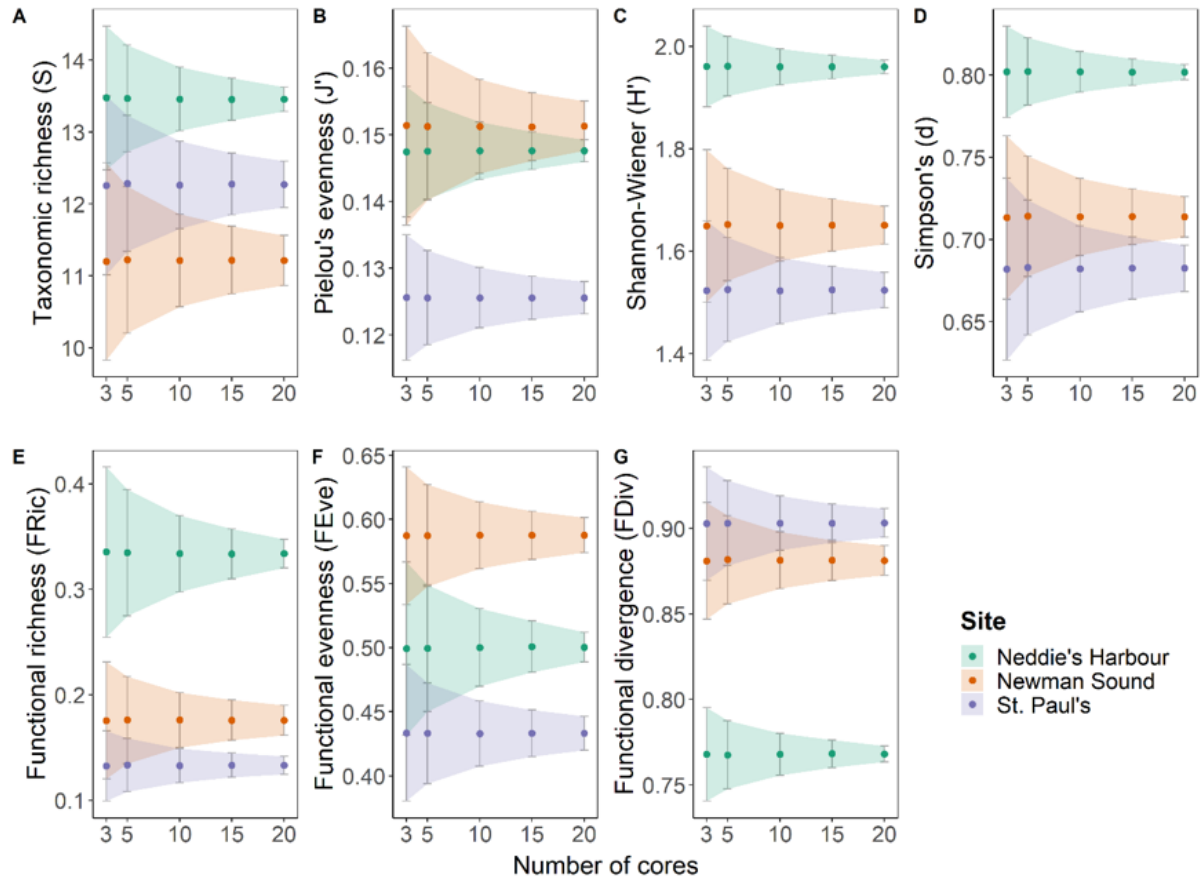 A
B
C
D
Taxonomic richness (S)
14
13
12
11
10
3 5 10 15 20
Pielou's evenness (J')
0.16
0.15
0.14
0.13
0.12
3 5 10 15 20
Shannon-Wiener (H')
2.0
1.8
1.6
1.4
3 5 10 15 20
Simpson's (d)
0.80
0.75
0.70
0.65
3 5 10 15 20
E
F
G
Functional richness (FRic)
0.4
0.3
0.2
0.1
3 5 10 15 20
Functional evenness (FEve)
0.65
0.60
0.55
0.50
0.45
0.40
3 5 10 15 20
Functional divergence (FDiv)
0.90
0.85
0.80
0.75
3 5 10 15 20
Number of cores
Site
Neddie's Harbour
Newman Sound
St. Paul's